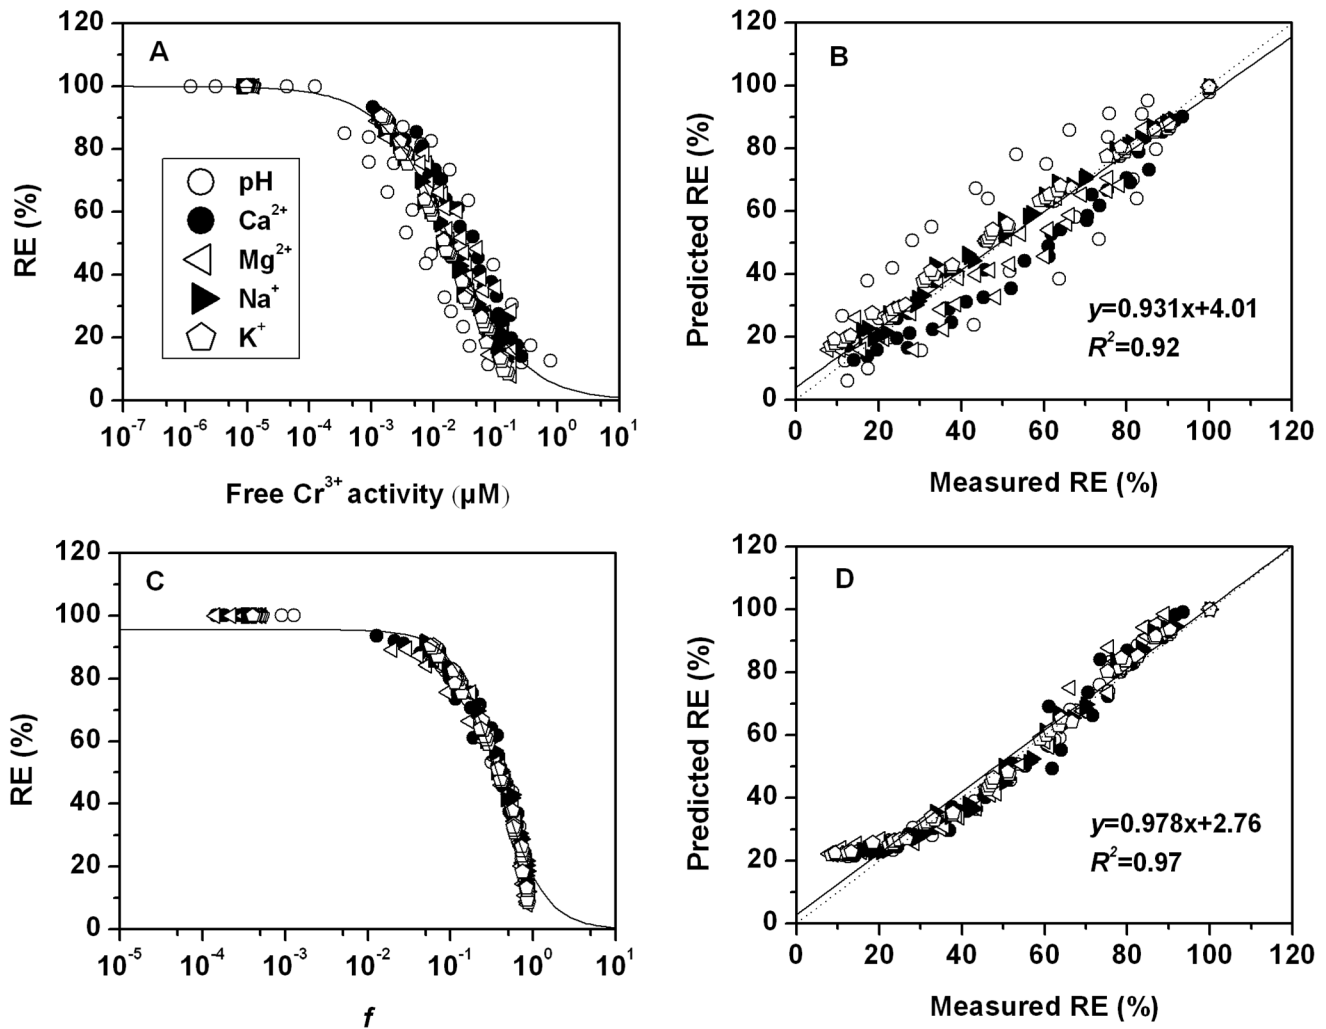 A
RE (%)
120
100
80
60
40
20
0
pH
Ca²⁺
Mg²⁺
Na⁺
K⁺
10⁻⁷ 10⁻⁶ 10⁻⁵ 10⁻⁴ 10⁻³ 10⁻² 10⁻¹ 10⁰ 10¹
Free Cr³⁺ activity (μM)
B
Predicted RE (%)
120
100
80
60
40
20
0
y=0.931x+4.01
R²=0.92
0 20 40 60 80 100 120
Measured RE (%)
C
RE (%)
120
100
80
60
40
20
0
10⁻⁵ 10⁻⁴ 10⁻³ 10⁻² 10⁻¹ 10⁰ 10¹
f
D
Predicted RE (%)
120
100
80
60
40
20
0
y=0.978x+2.76
R²=0.97
0 20 40 60 80 100 120
Measured RE (%)